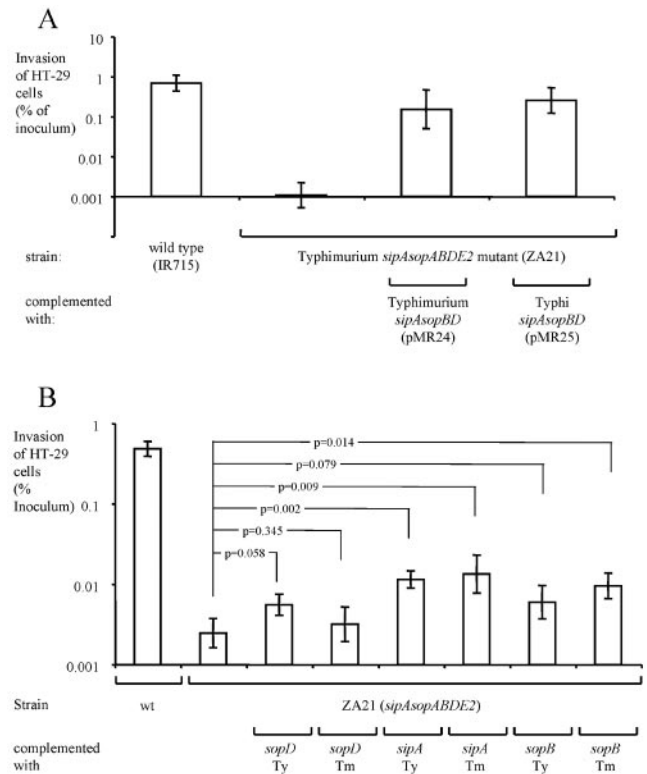 A
Invasion
of HT-29
cells
(% of
inoculum)
10
1
0.1
0.01
0.001
strain:
wild type
(IR715)
Typhimurium sipAsopABDE2 mutant (ZA21)
complemented
with:
Typhimurium
sipAsopBD
(pMR24)
Typhi
sipAsopBD
(pMR25)
B
Invasion
of HT-29
cells
(%
Inoculum)
1
0.1
0.01
0.001
p=0.014
p=0.079
p=0.009
p=0.002
p=0.345
p=0.058
Strain
wt
ZA21 (sipAsopABDE2)
complemented
with
sopD
Ty
sopD
Tm
sipA
Ty
sipA
Tm
sopB
Ty
sopB
Tm